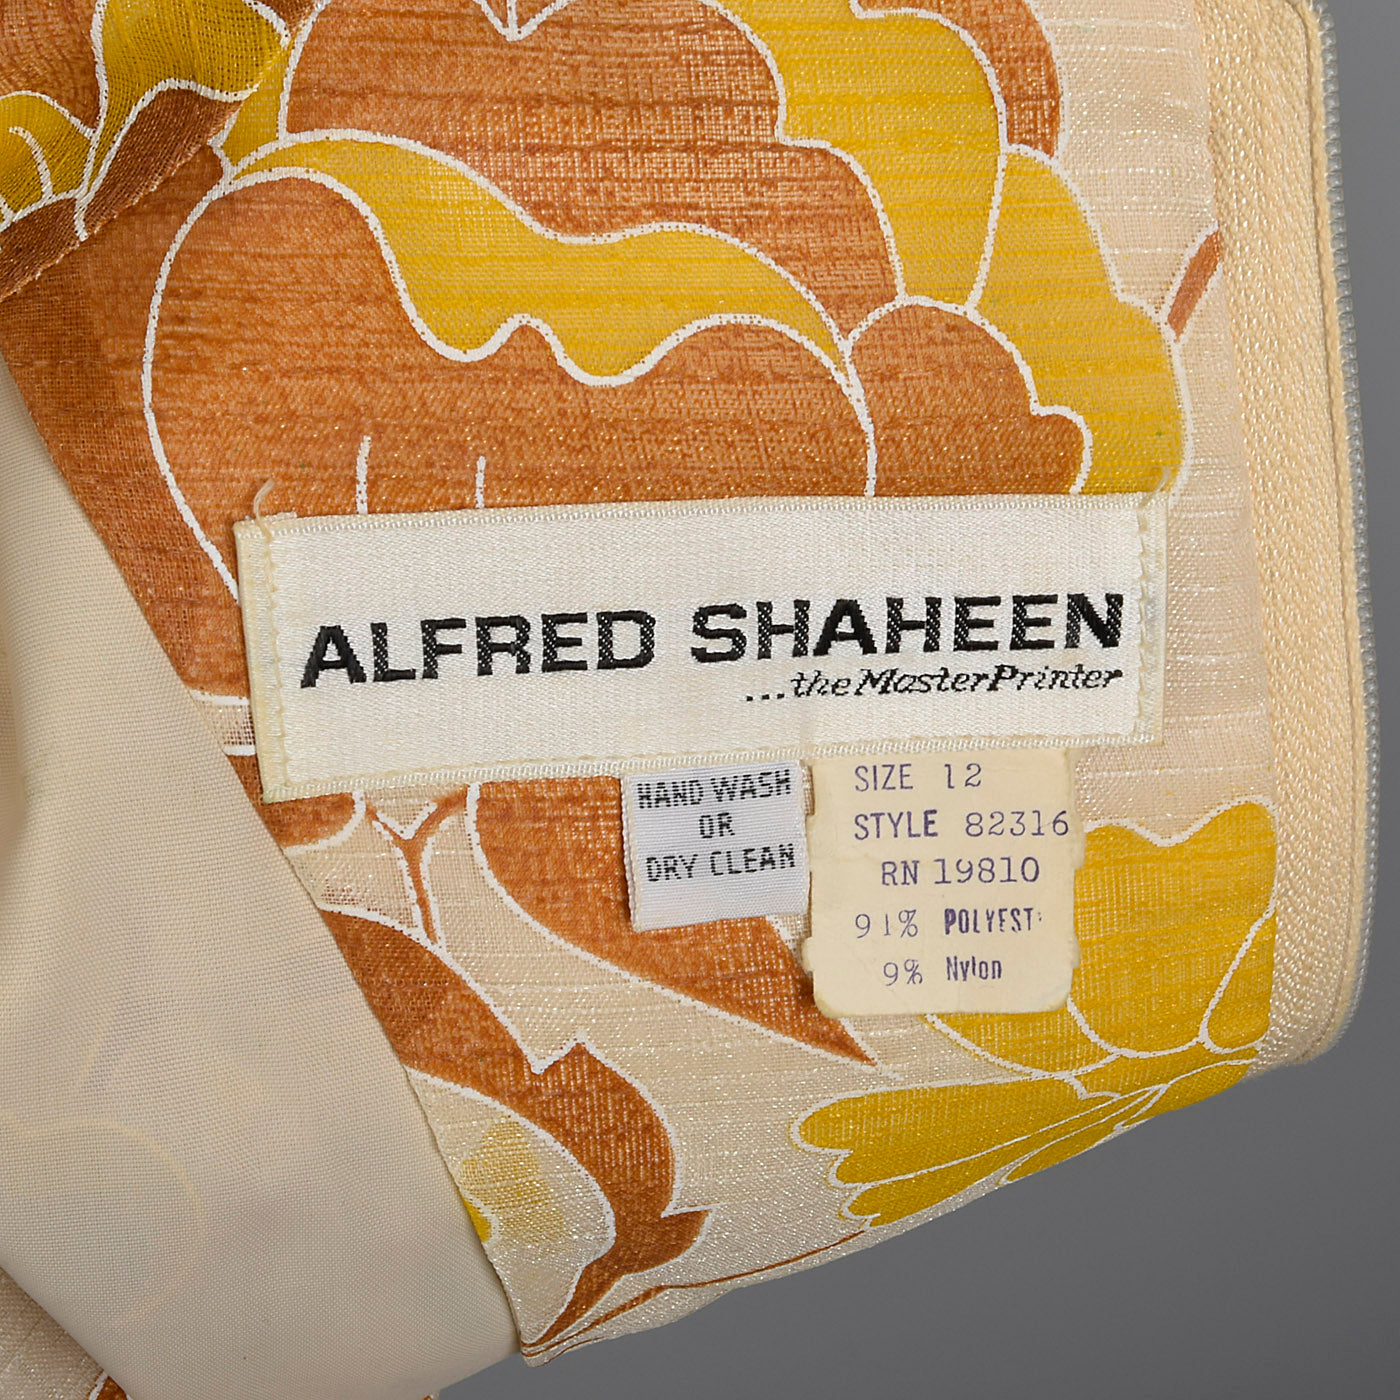 ALFRED SHAHEEN
...the Master Printer
HAND WASH
OR
DRY CLEAN
SIZE 12
STYLE 82316
RN 19810
91% POLYEST
9% Nylon